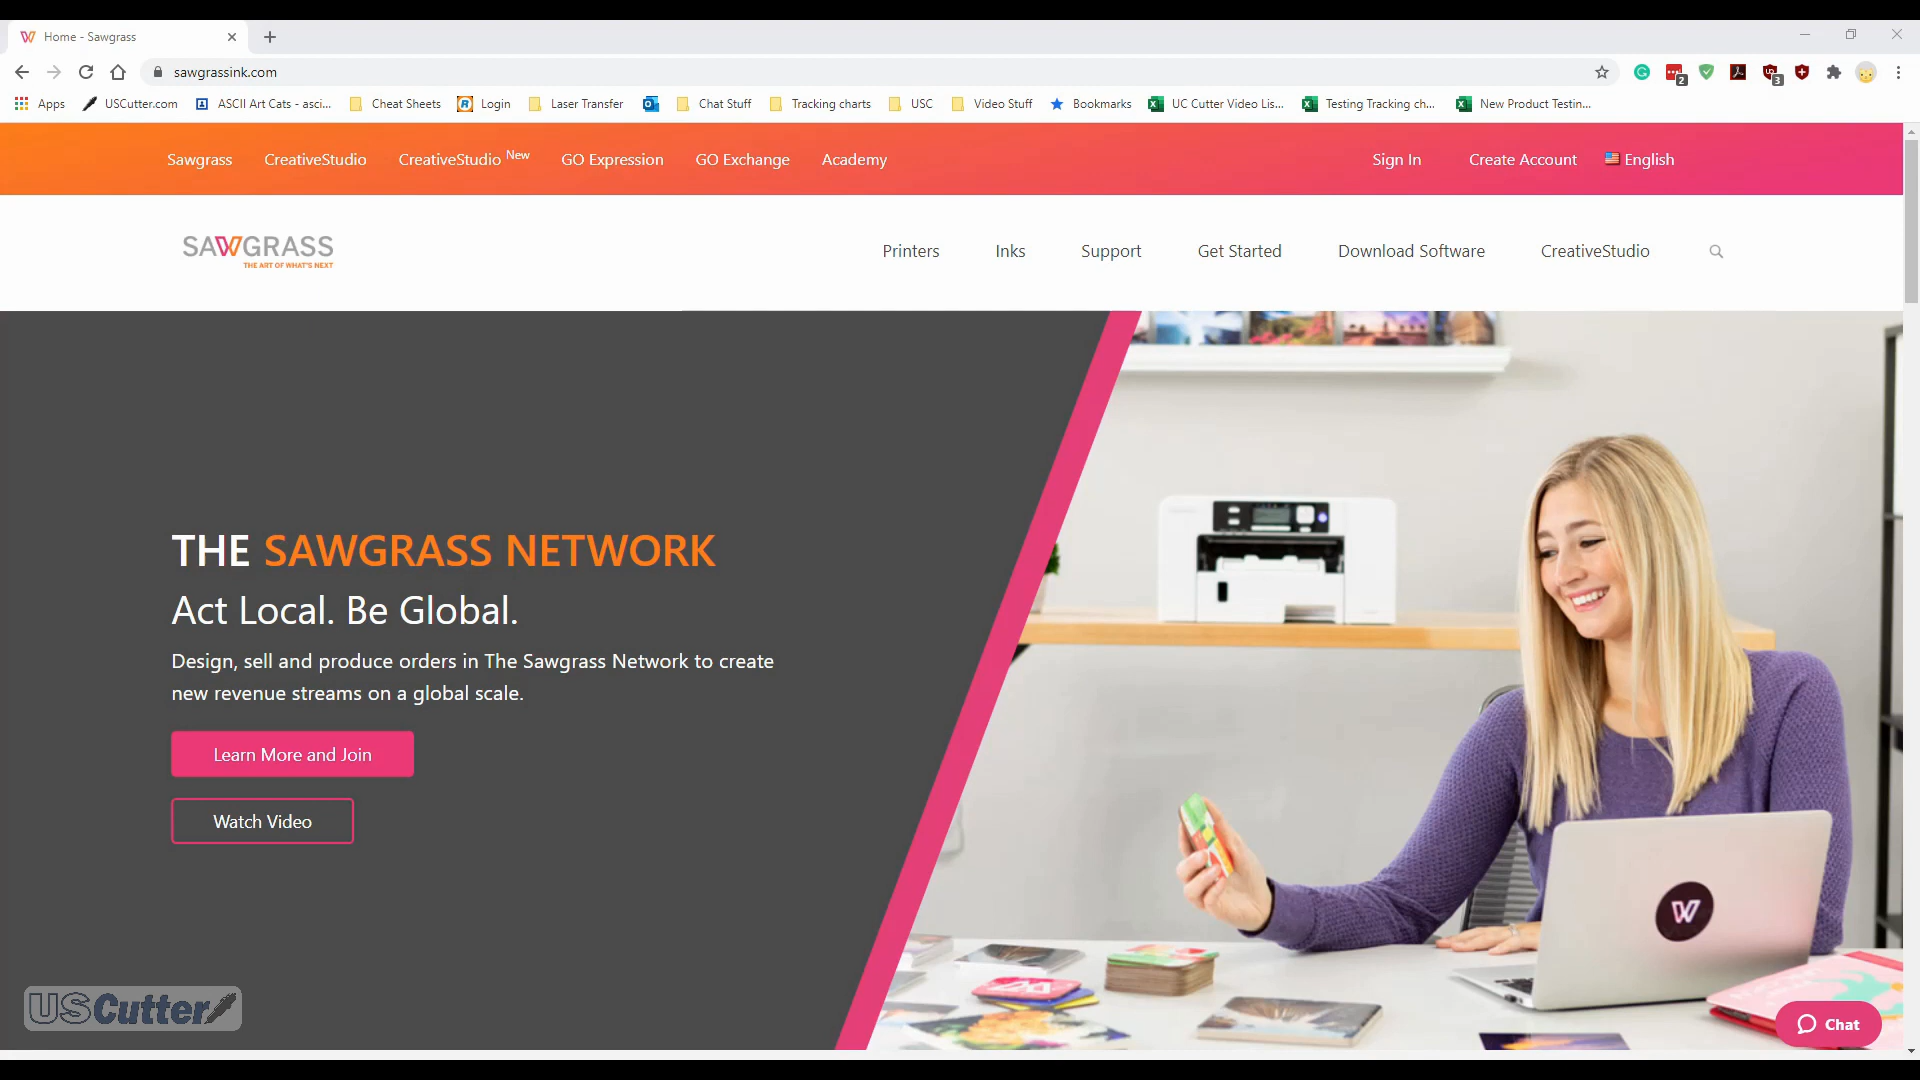 Home - Sawgrass
sawgrassink.com
2
3
Apps
USCutter.com
ASCII Art Cats - asci...
Cheat Sheets
Login
Laser Transfer
Chat Stuff
Tracking charts
USC
Video Stuff
Bookmarks
UC Cutter Video Lis...
Testing Tracking ch...
New Product Testin...
Sawgrass
CreativeStudio
CreativeStudio New
GO Expression
GO Exchange
Academy
Sign In
Create Account
English
SAWGRASS
THE ART OF WHAT'S NEXT
Printers
Inks
Support
Get Started
Download Software
CreativeStudio
THE SAWGRASS NETWORK
Act Local. Be Global.
Design, sell and produce orders in The Sawgrass Network to create
new revenue streams on a global scale.
Learn More and Join
Watch Video
W
USCutter
Chat